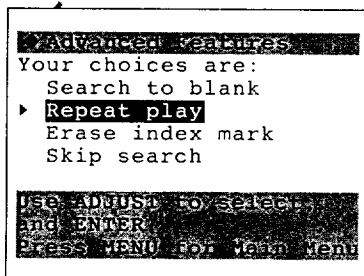 Advanced Features
Your choices are:
Search to blank
Repeat play
Erase index mark
Skip search
Use ADJUST to select,
and ENTER
Press MENU for Main Menu